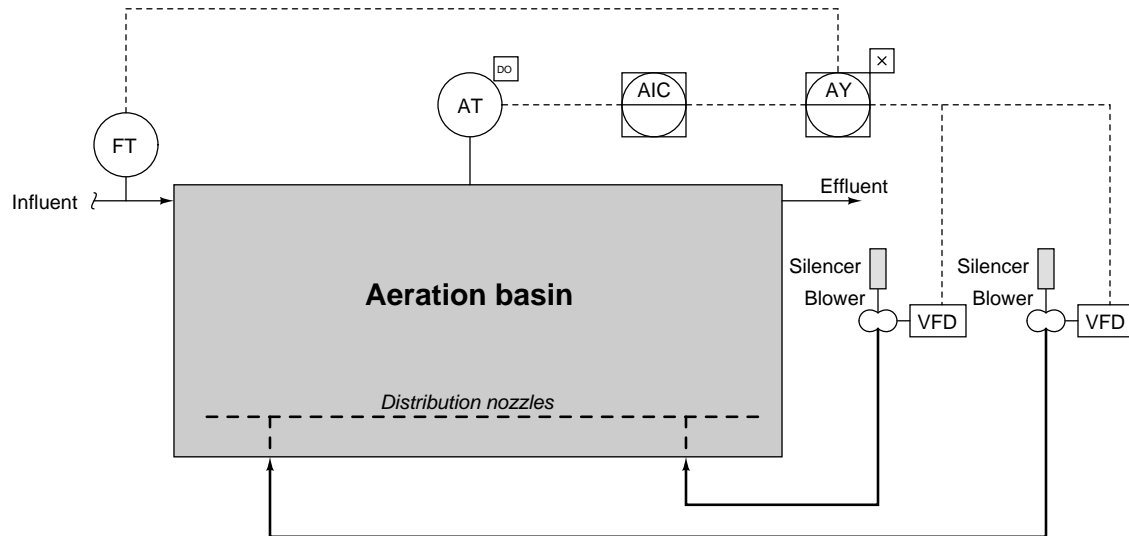 DO
AT
AIC
AY
×
FT
Influent
Effluent
Aeration basin
Silencer
Silencer
Blower
Blower
VFD
VFD
Distribution nozzles